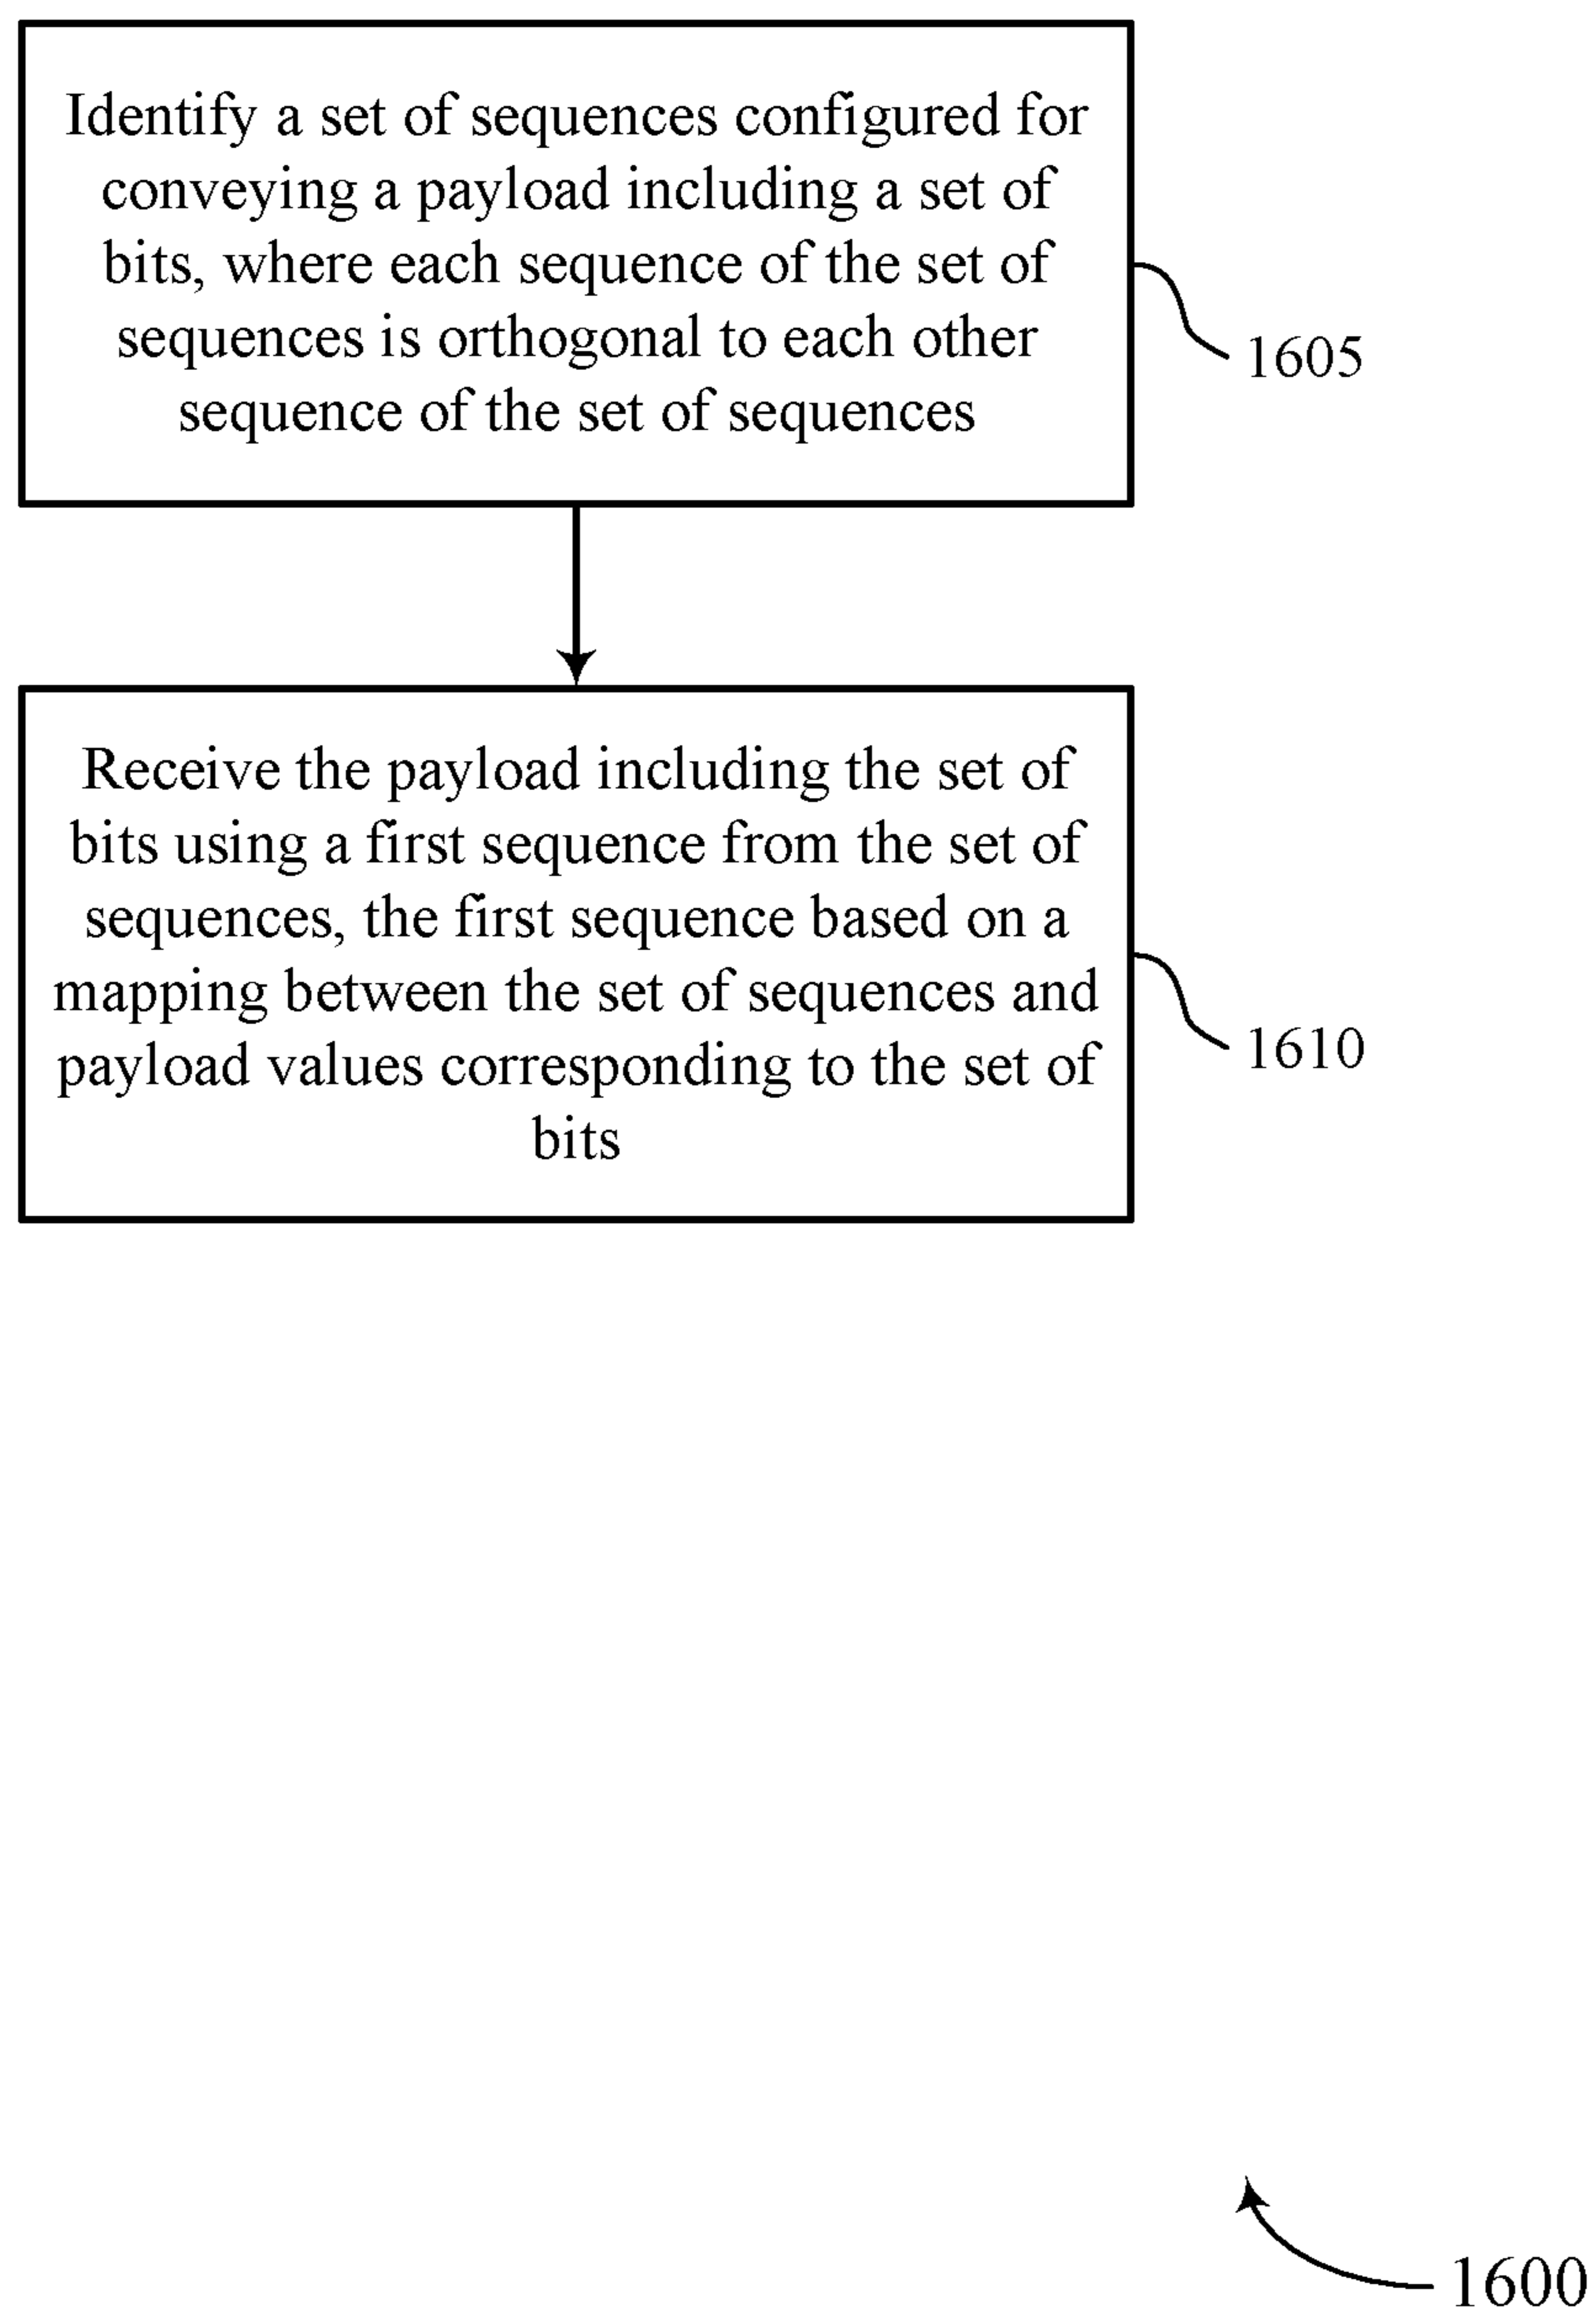 Identify a set of sequences configured for
conveying a payload including a set of
bits, where each sequence of the set of
sequences is orthogonal to each other
sequence of the set of sequences
1605
Receive the payload including the set of
bits using a first sequence from the set of
sequences, the first sequence based on a
mapping between the set of sequences and
payload values corresponding to the set of
bits
1610
1600